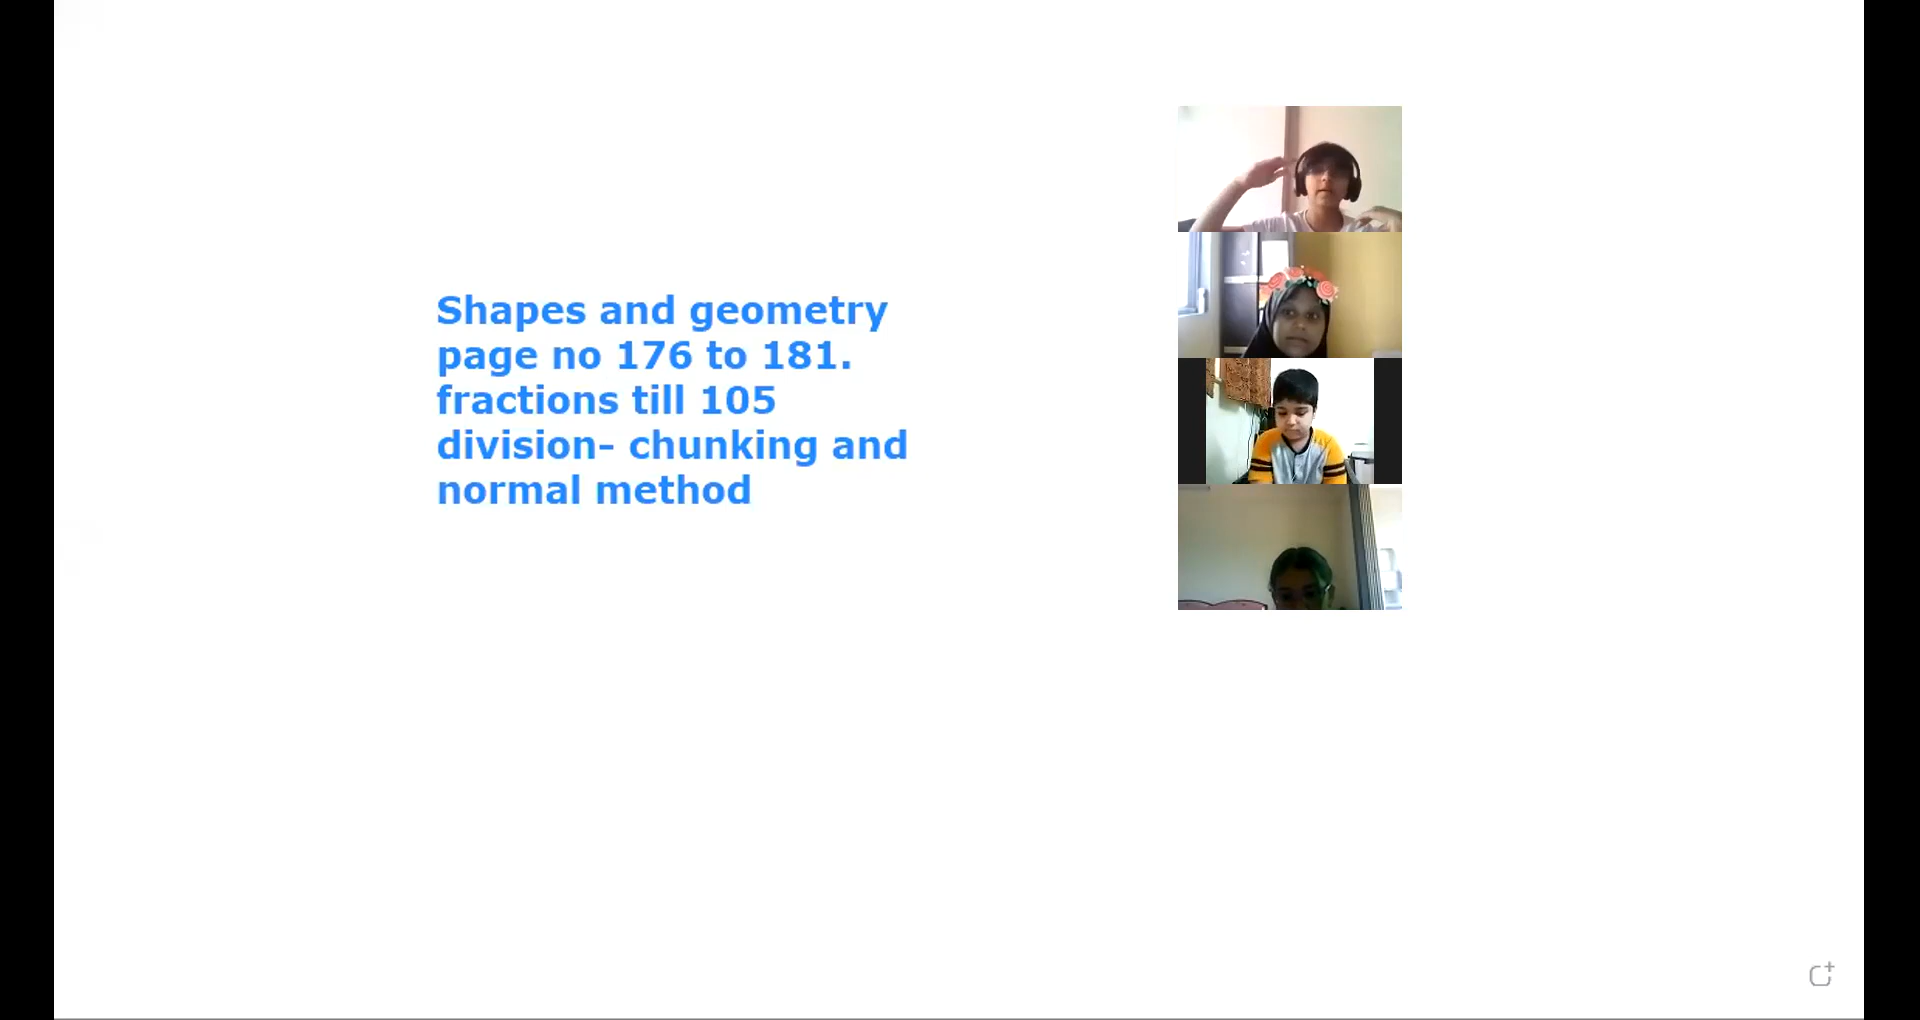 Shapes and geometry
page no 176 to 181.
fractions till 105
division- chunking and
normal method